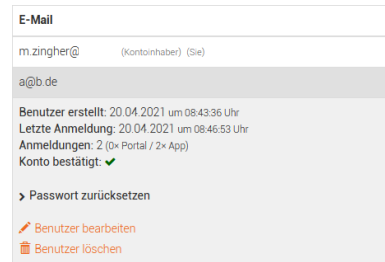 E-Mail
m.zingher@ (Kontoinhaber) (Sie)
a@b.de
Benutzer erstellt: 20.04.2021 um 08:43:36 Uhr
Letzte Anmeldung: 20.04.2021 um 08:46:53 Uhr
Anmeldungen: 2 (0× Portal / 2× App)
Konto bestätigt: ✔
> Passwort zurücksetzen
Benutzer bearbeiten
Benutzer löschen